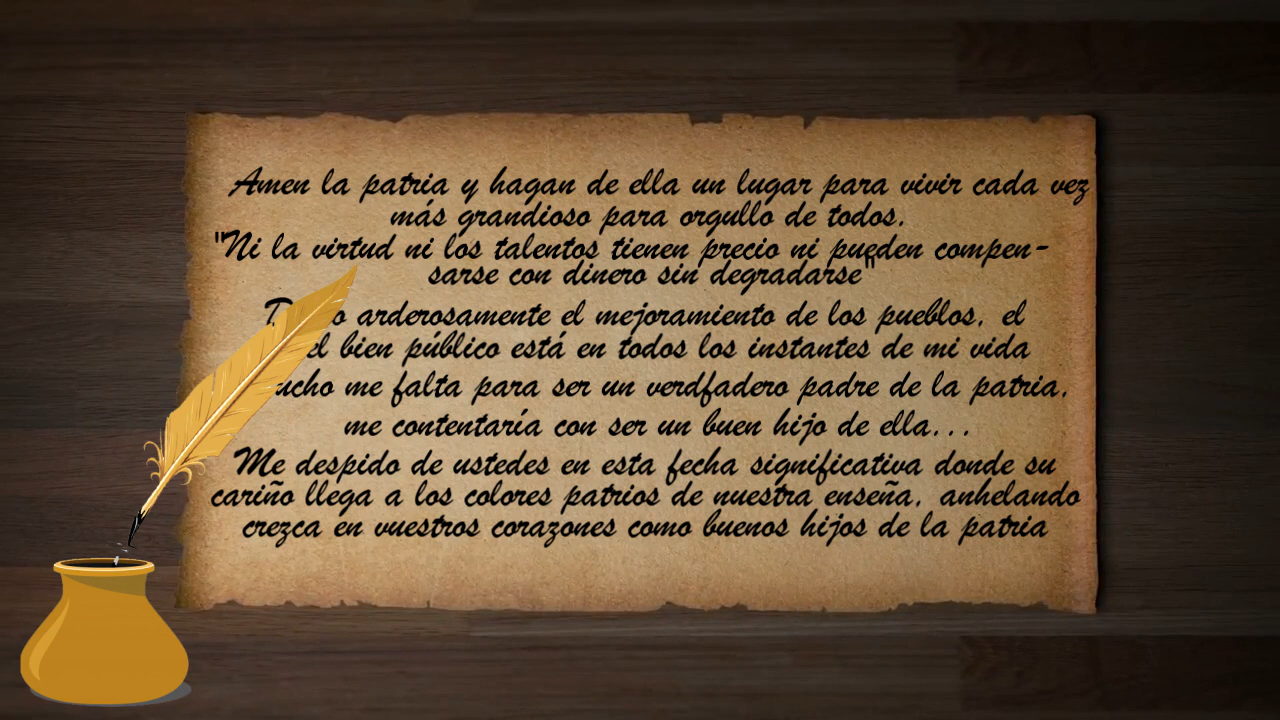 Amen la patria y hagan de ella un lugar para vivir cada vez
más grandioso para orgullo de todos.
"Ni la virtud ni los talentos tienen precio ni pueden compen-
sarse con dinero sin degradarse"
arderosamente el mejoramiento de los pueblos, el
el bien público está en todos los instantes de mi vida
me falta para ser un verdfadero padre de la patria,
me contentaría con ser un buen hijo de ella...
Me despido de ustedes en esta fecha significativa donde su
cariño llega a los colores patrios de nuestra enseña, anhelando
crezca en vuestros corazones como buenos hijos de la patria